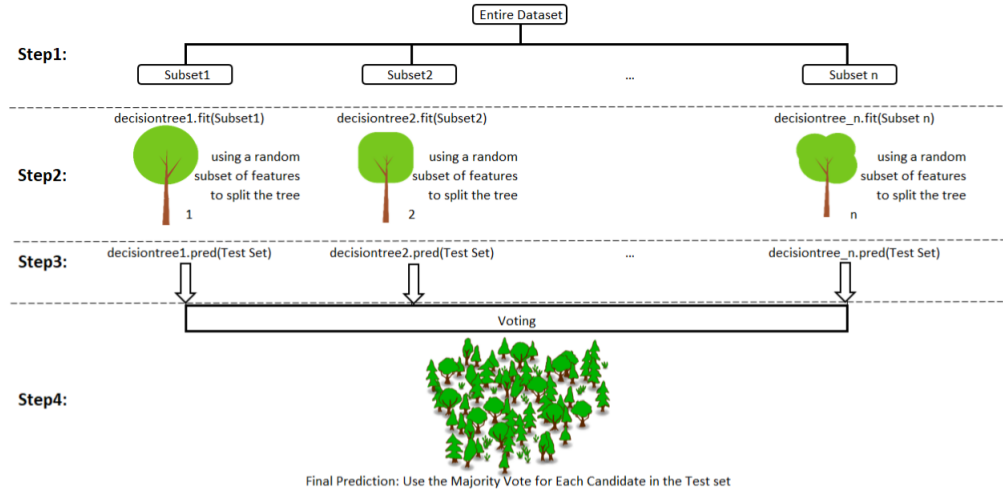 Entire Dataset
Step1:
Subset1
Subset2
...
Subset n
decisiontree1.fit(Subset1)
decisiontree2.fit(Subset2)
decisiontree_n.fit(Subset n)
Step2:
using a random
subset of features
to split the tree
1
using a random
subset of features
to split the tree
2
using a random
subset of features
to split the tree
n
Step3:
decisiontree1.pred(Test Set)
decisiontree2.pred(Test Set)
...
decisiontree_n.pred(Test Set)
Voting
Step4:
Final Prediction: Use the Majority Vote for Each Candidate in the Test set